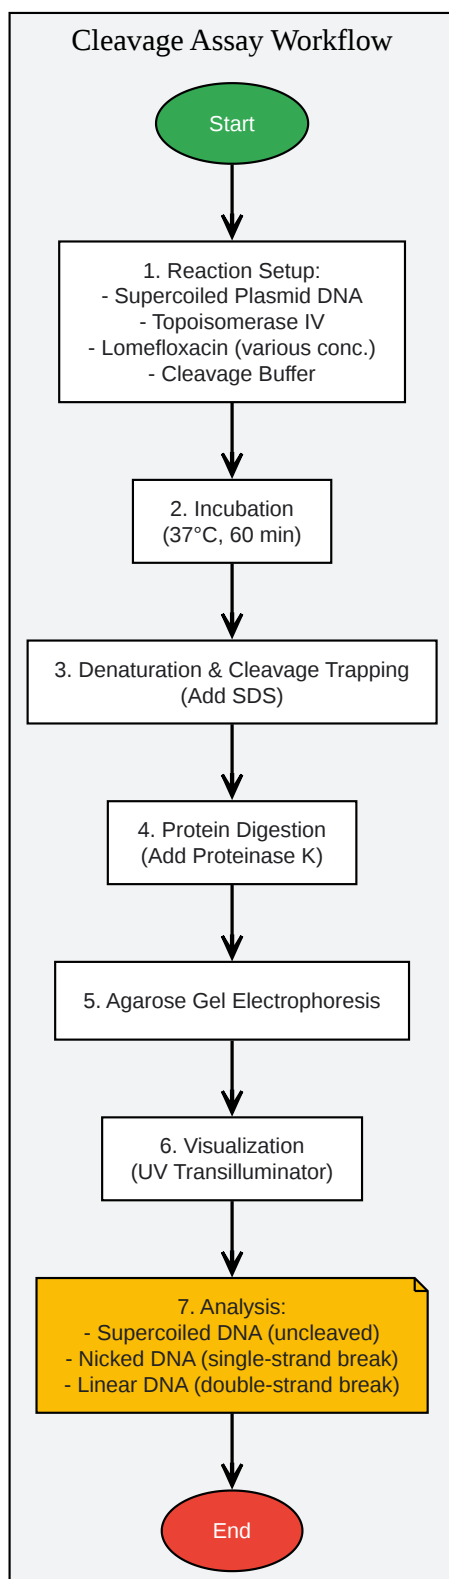 Cleavage Assay Workflow
Start
1. Reaction Setup:
- Supercoiled Plasmid DNA
- Topoisomerase IV
- Lomefloxacin (various conc.)
- Cleavage Buffer
2. Incubation
(37°C, 60 min)
3. Denaturation & Cleavage Trapping
(Add SDS)
4. Protein Digestion
(Add Proteinase K)
5. Agarose Gel Electrophoresis
6. Visualization
(UV Transilluminator)
7. Analysis:
- Supercoiled DNA (uncleaved)
- Nicked DNA (single-strand break)
- Linear DNA (double-strand break)
End